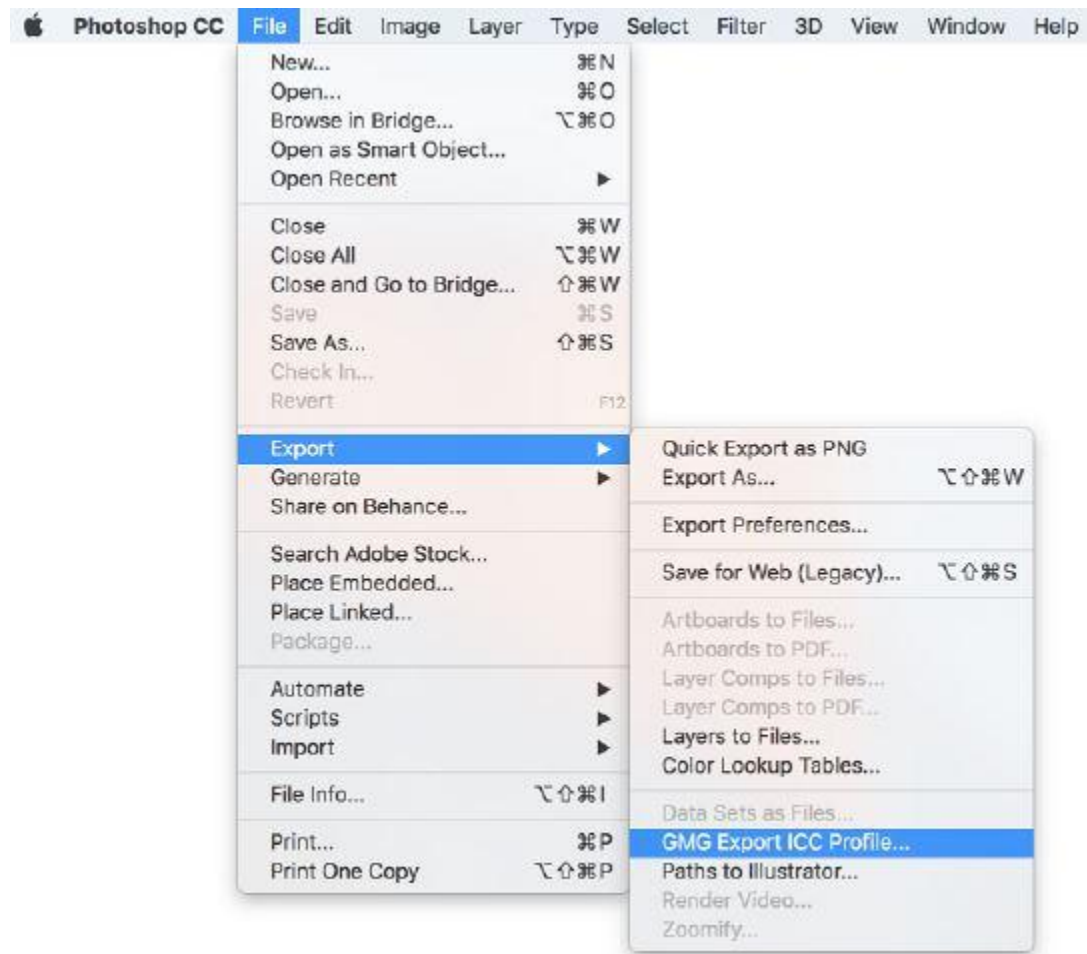 Photoshop CC File Edit Image Layer Type Select Filter 3D View Window Help
New... ⌘N
Open... ⌘O
Browse in Bridge... ⌥⌘O
Open as Smart Object...
Open Recent ▶
Close ⌘W
Close All ⌥⌘W
Close and Go to Bridge... ⇧⌘W
Save ⌘S
Save As... ⇧⌘S
Check In...
Revert F12
Export ▶
Generate ▶
Share on Behance...
Search Adobe Stock...
Place Embedded...
Place Linked...
Package...
Automate ▶
Scripts ▶
Import ▶
File Info... ⌥⇧⌘I
Print... ⌘P
Print One Copy ⌥⇧⌘P
Quick Export as PNG
Export As... ⌥⇧⌘W
Export Preferences...
Save for Web (Legacy)... ⌥⇧⌘S
Artboards to Files...
Artboards to PDF...
Layer Comps to Files...
Layer Comps to PDF...
Layers to Files...
Color Lookup Tables...
Data Sets as Files...
GMG Export ICC Profile...
Paths to Illustrator...
Render Video...
Zoomify...